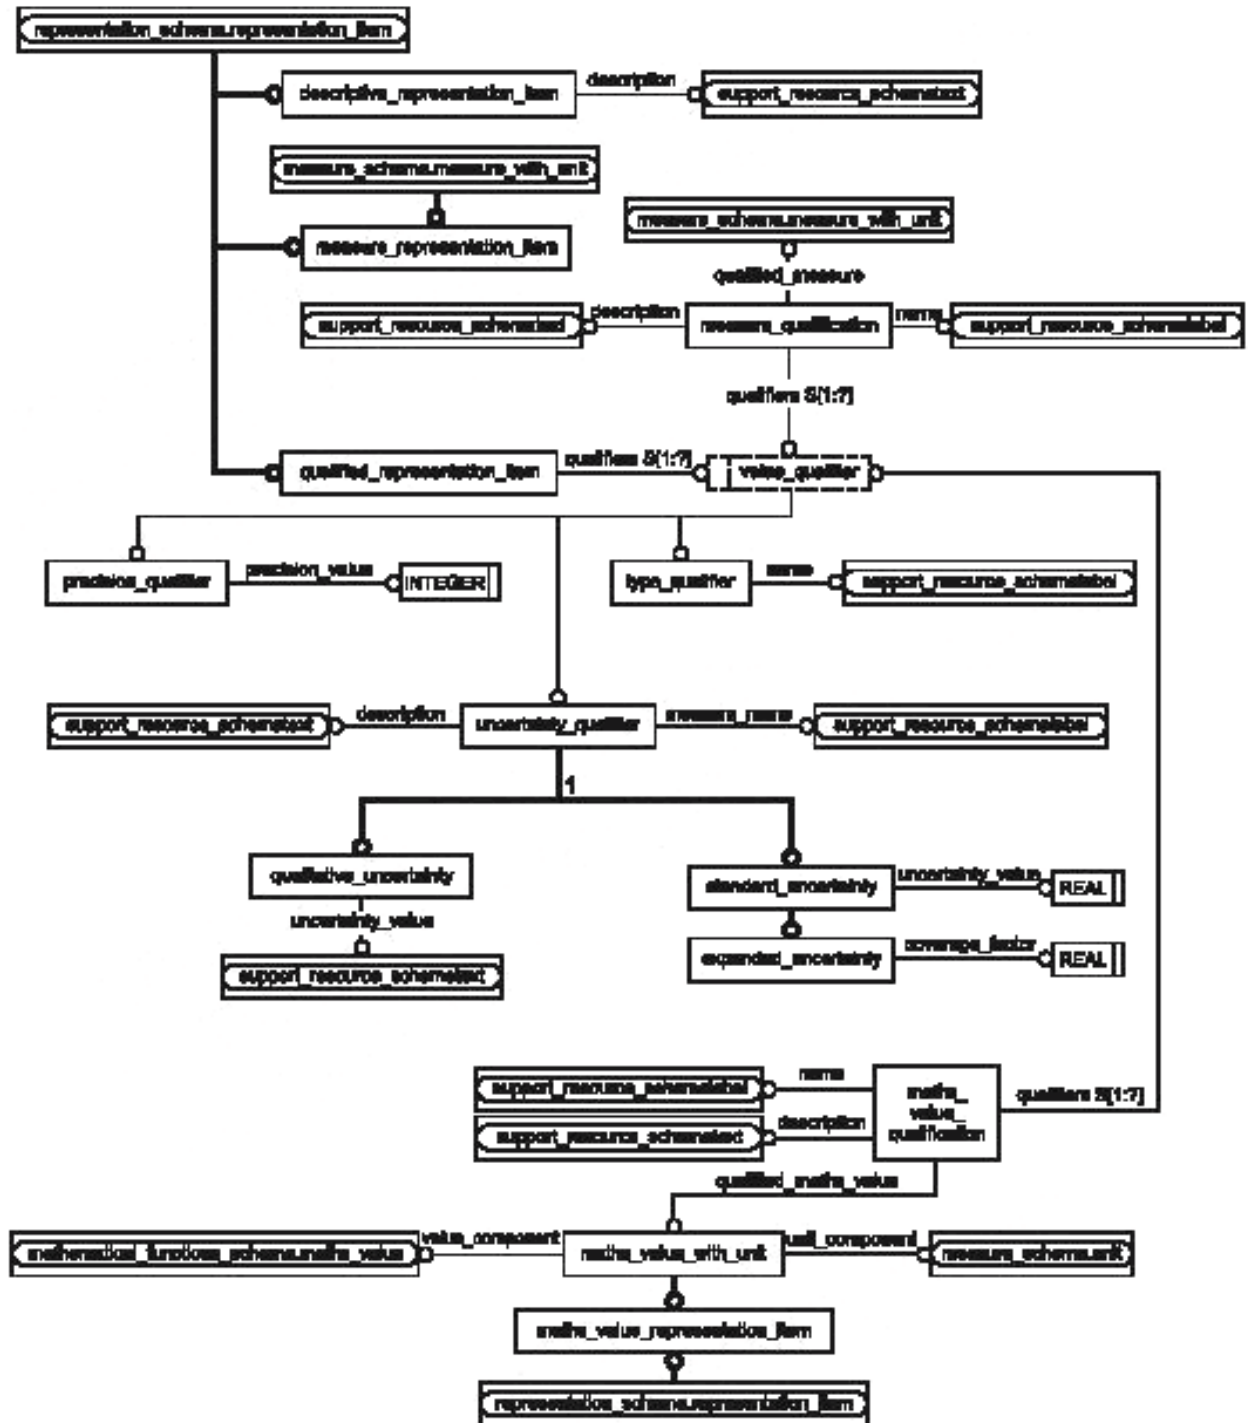 representation_schema.representation_item
descriptive_representation_item
description
support_resource_schema.text
measure_schema.measure_with_unit
measure_schema.measure_with_unit
measure_representation_item
qualified_measure
support_resource_schema.text
description
measure_qualification
name
support_resource_schema.label
qualifiers S[1:?]
qualified_representation_item
qualifiers S[1:?]
value_qualifier
precision_qualifier
precision_value
INTEGER
type_qualifier
name
support_resource_schema.label
support_resource_schema.text
description
uncertainty_qualifier
measure_name
support_resource_schema.label
1
qualitative_uncertainty
standard_uncertainty
uncertainty_value
REAL
uncertainty_value
expanded_uncertainty
coverage_factor
REAL
support_resource_schema.text
support_resource_schema.label
name
maths_
value_
qualification
qualifiers S[1:?]
support_resource_schema.text
description
qualified_maths_value
mathematical_functions_schema.maths_value
value_component
maths_value_with_unit
unit_component
measure_schema.unit
maths_value_representation_item
representation_schema.representation_item